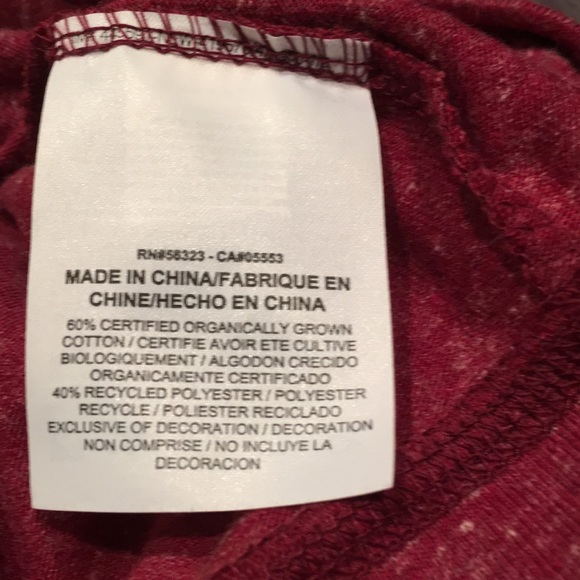 RN#56323 - CA#05553
MADE IN CHINA/FABRIQUE EN
CHINE/HECHO EN CHINA
60% CERTIFIED ORGANICALLY GROWN
COTTON / CERTIFIE AVOIR ETE CULTIVE
BIOLOGIQUEMENT / ALGODON CRECIDO
ORGANICAMENTE CERTIFICADO
40% RECYCLED POLYESTER / POLYESTER
RECYCLE / POLIESTER RECICLADO
EXCLUSIVE OF DECORATION / DECORATION
NON COMPRISE / NO INCLUYE LA
DECORACION